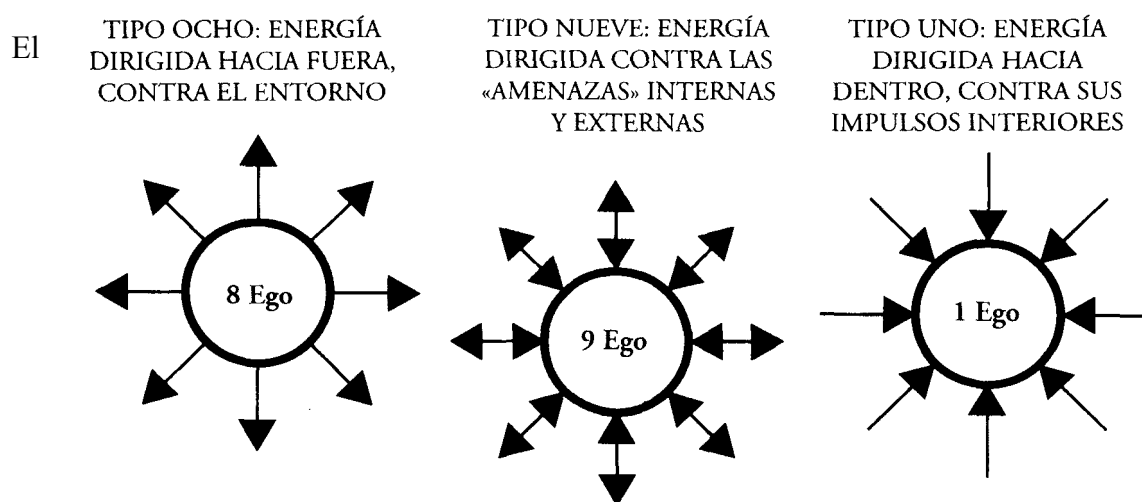 El
TIPO OCHO: ENERGÍA
DIRIGIDA HACIA FUERA,
CONTRA EL ENTORNO
TIPO NUEVE: ENERGÍA
DIRIGIDA CONTRA LAS
«AMENAZAS» INTERNAS
Y EXTERNAS
TIPO UNO: ENERGÍA
DIRIGIDA HACIA
DENTRO, CONTRA SUS
IMPULSOS INTERIORES
8 Ego
9 Ego
1 Ego